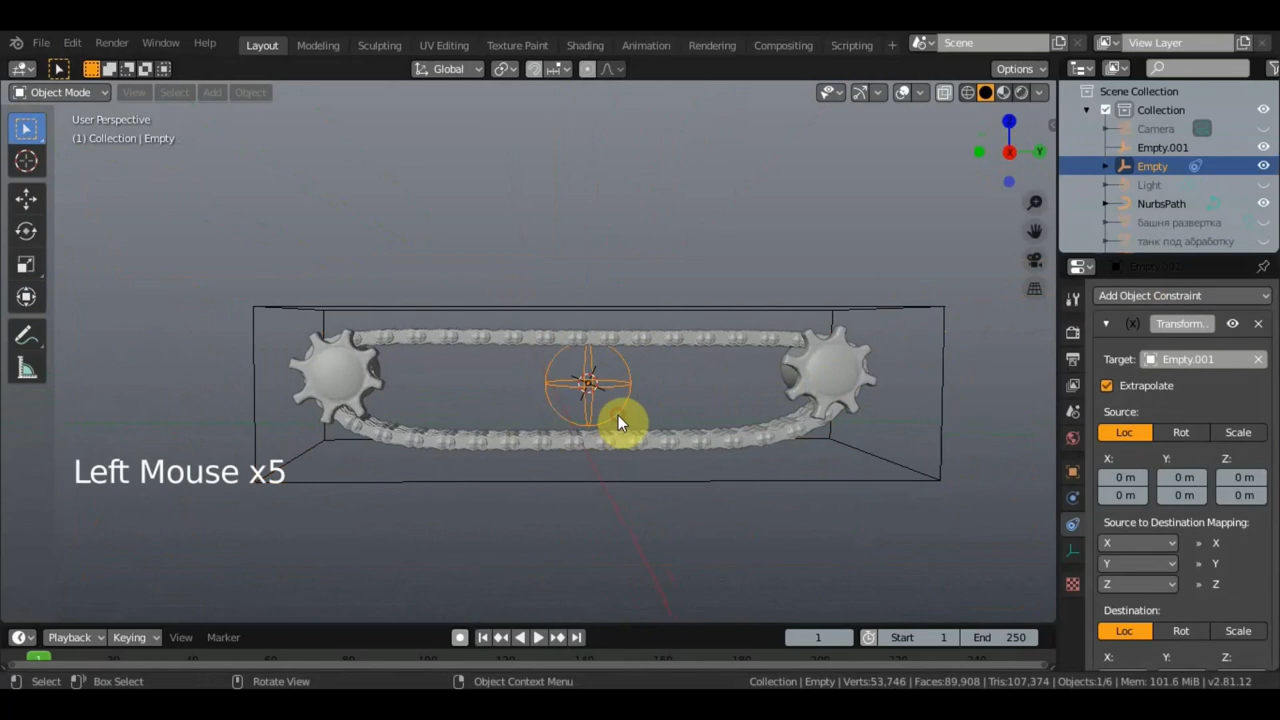 File Edit Render Window Help Layout Modeling Sculpting UV Editing Texture Paint Shading Animation Rendering Compositing Scripting + Scene View Layer
Global Options
Object Mode View Select Add Object
User Perspective
(1) Collection | Empty
Z
X
Y
Left Mouse x5
Scene Collection
Collection
Camera
Empty.001
Empty
Light
NurbsPath
башня развертка
танк под абработку
Add Object Constraint
(x) Transform..
Target: Empty.001
Extrapolate
Source:
Loc Rot Scale
X: Y: Z:
0 m 0 m 0 m
0 m 0 m 0 m
Source to Destination Mapping:
X » X
Y » Y
Z » Z
Destination:
Loc Rot Scale
X: Y: Z:
Playback Keying View Marker 1 Start 1 End 250
1
Select Box Select Rotate View Object Context Menu Collection | Empty | Verts:53,746 | Faces:89,908 | Tris:107,374 | Objects:1/6 | Mem: 101.6 MiB | v2.81.12